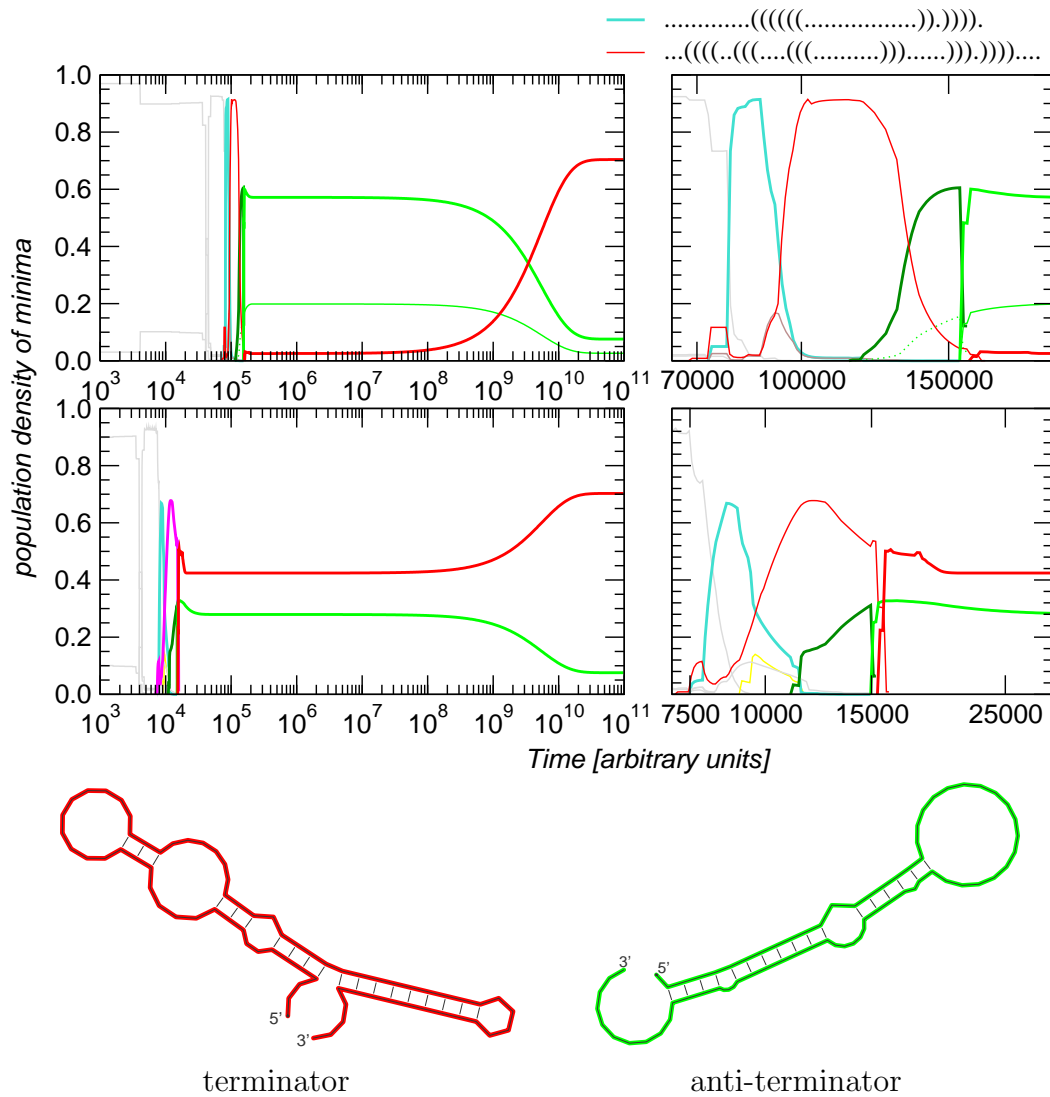 ............((((((.................)).)))).
...((((..(((....(((..........)))......))).))))....
population density of minima
1.0
0.8
0.6
0.4
0.2
0.0
10³ 10⁴ 10⁵ 10⁶ 10⁷ 10⁸ 10⁹ 10¹⁰ 10¹¹
70000 100000 150000
1.0
0.8
0.6
0.4
0.2
0.0
10³ 10⁴ 10⁵ 10⁶ 10⁷ 10⁸ 10⁹ 10¹⁰ 10¹¹
7500 10000 15000 25000
Time [arbitrary units]
5'
3'
3'
5'
terminator
anti-terminator